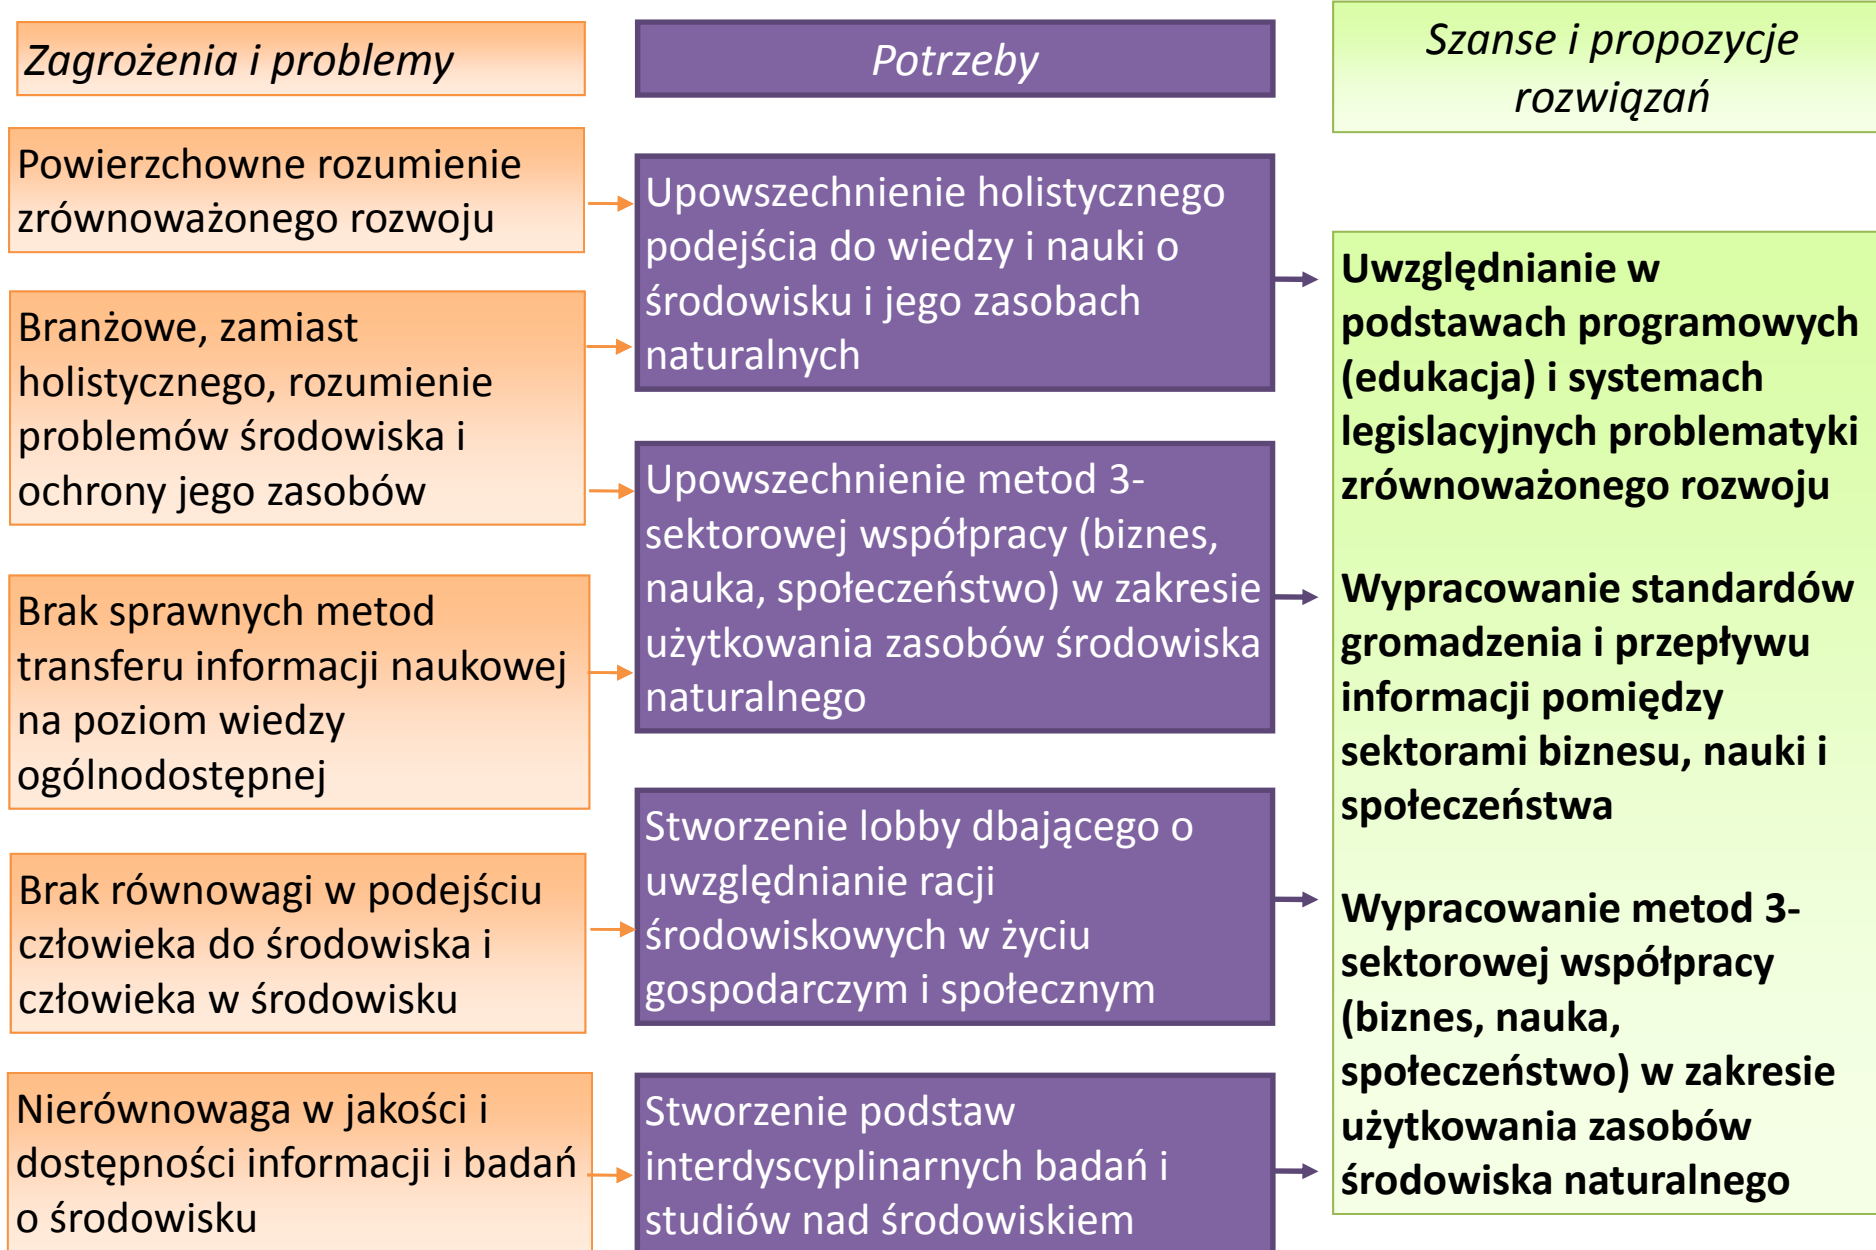 Zagrożenia i problemy
Potrzeby
Szanse i propozycje
rozwiązań
Powierzchowne rozumienie
zrównoważonego rozwoju
Branżowe, zamiast
holistycznego, rozumienie
problemów środowiska i
ochrony jego zasobów
Brak sprawnych metod
transferu informacji naukowej
na poziom wiedzy
ogólnodostępnej
Brak równowagi w podejściu
człowieka do środowiska i
człowieka w środowisku
Nierównowaga w jakości i
dostępności informacji i badań
o środowisku
Upowszechnienie holistycznego
podejścia do wiedzy i nauki o
środowisku i jego zasobach
naturalnych
Upowszechnienie metod 3-
sektorowej współpracy (biznes,
nauka, społeczeństwo) w zakresie
użytkowania zasobów środowiska
naturalnego
Stworzenie lobby dbającego o
uwzględnianie racji
środowiskowych w życiu
gospodarczym i społecznym
Stworzenie podstaw
interdyscyplinarnych badań i
studiów nad środowiskiem
Uwzględnianie w
podstawach programowych
(edukacja) i systemach
legislacyjnych problematyki
zrównoważonego rozwoju
Wypracowanie standardów
gromadzenia i przepływu
informacji pomiędzy
sektorami biznesu, nauki i
społeczeństwa
Wypracowanie metod 3-
sektorowej współpracy
(biznes, nauka,
społeczeństwo) w zakresie
użytkowania zasobów
środowiska naturalnego